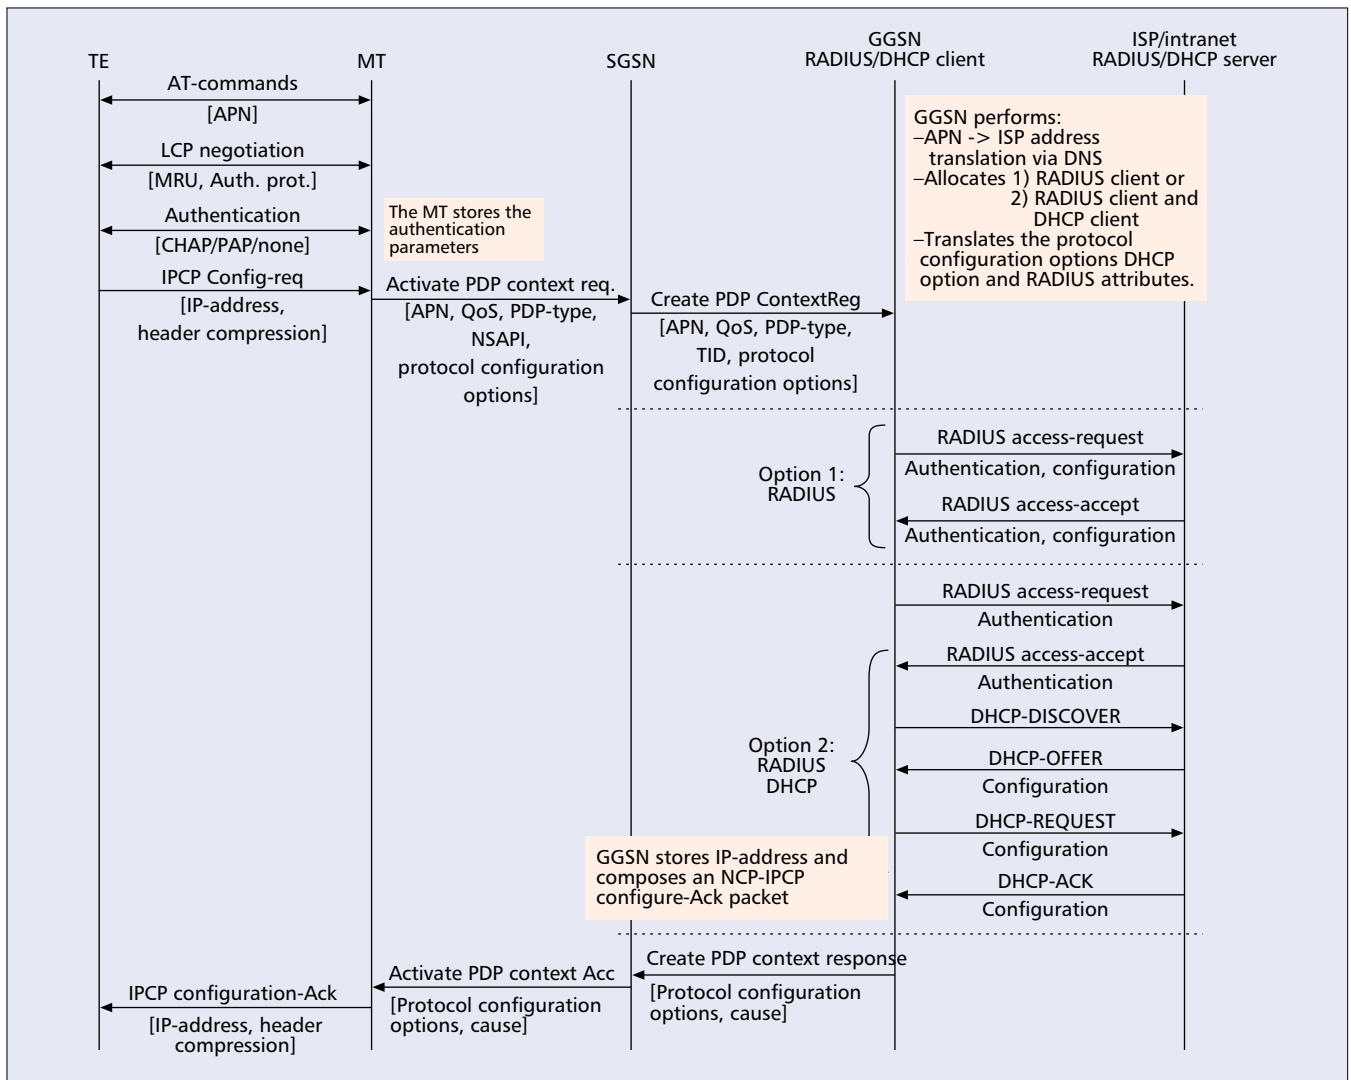 TE
MT
SGSN
GGSN
RADIUS/DHCP client
ISP/intranet
RADIUS/DHCP server
AT-commands
[APN]
LCP negotiation
[MRU, Auth. prot.]
Authentication
[CHAP/PAP/none]
The MT stores the
authentication
parameters
GGSN performs:
–APN -> ISP address
translation via DNS
–Allocates 1) RADIUS client or
2) RADIUS client and
DHCP client
–Translates the protocol
configuration options DHCP
option and RADIUS attributes.
IPCP Config-req
[IP-address,
header compression]
Activate PDP context req.
[APN, QoS, PDP-type,
NSAPI,
protocol configuration
options]
Create PDP ContextReg
[APN, QoS, PDP-type,
TID, protocol
configuration options]
Option 1:
RADIUS
RADIUS access-request
Authentication, configuration
RADIUS access-accept
Authentication, configuration
RADIUS access-request
Authentication
RADIUS access-accept
Authentication
Option 2:
RADIUS
DHCP
DHCP-DISCOVER
DHCP-OFFER
Configuration
DHCP-REQUEST
Configuration
DHCP-ACK
Configuration
GGSN stores IP-address and
composes an NCP-IPCP
configure-Ack packet
Create PDP context response
[Protocol configuration
options, cause]
Activate PDP context Acc
[Protocol configuration
options, cause]
IPCP configuration-Ack
[IP-address, header
compression]